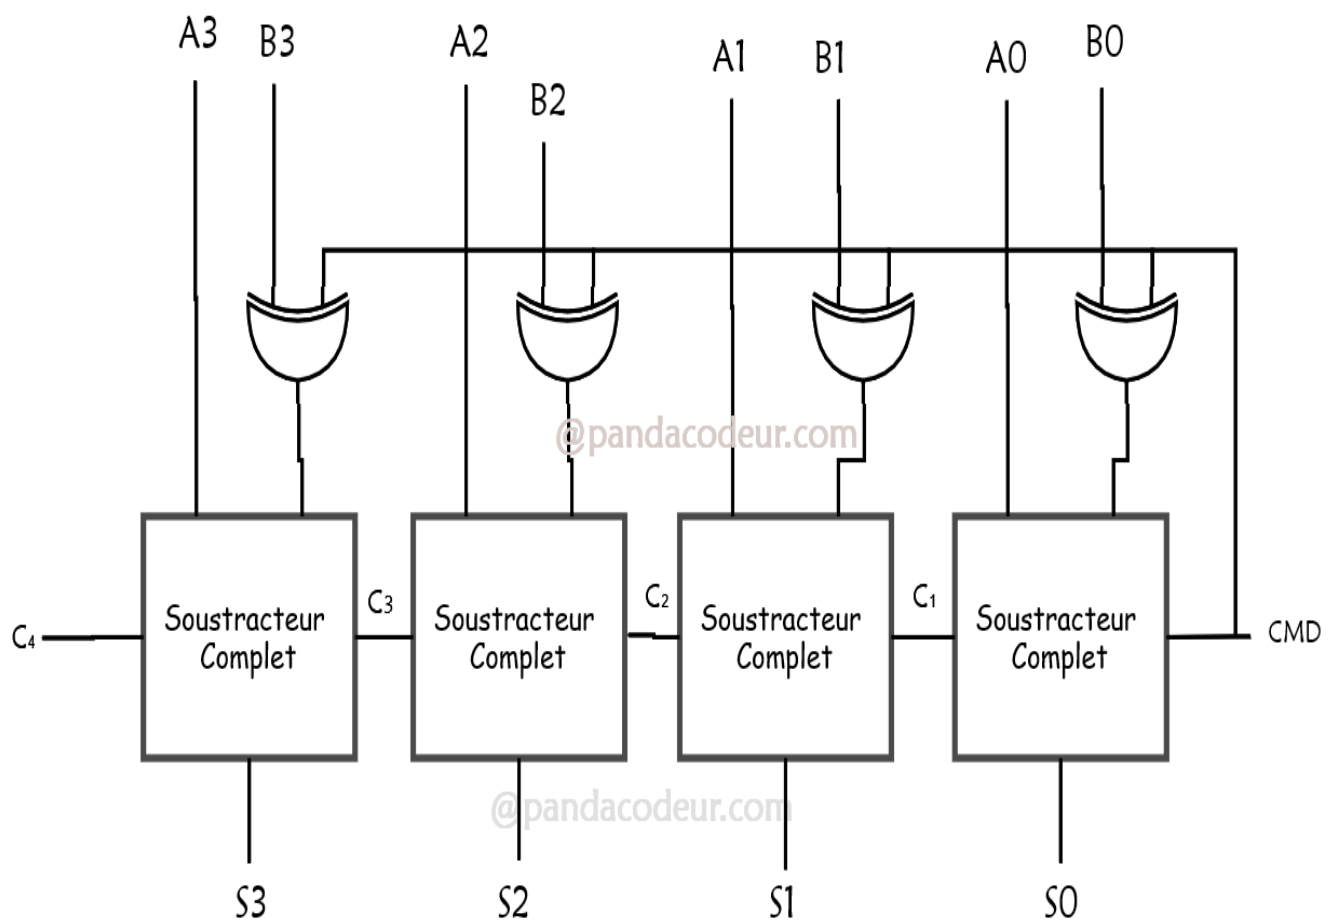 A3 B3 A2 A1 B1 A0 B0
B2
@pandacodeur.com
C₃ C₂ C₁
Soustracteur Soustracteur Soustracteur Soustracteur
C₄ CMD
Complet Complet Complet Complet
@pandacodeur.com
S3 S2 S1 S0